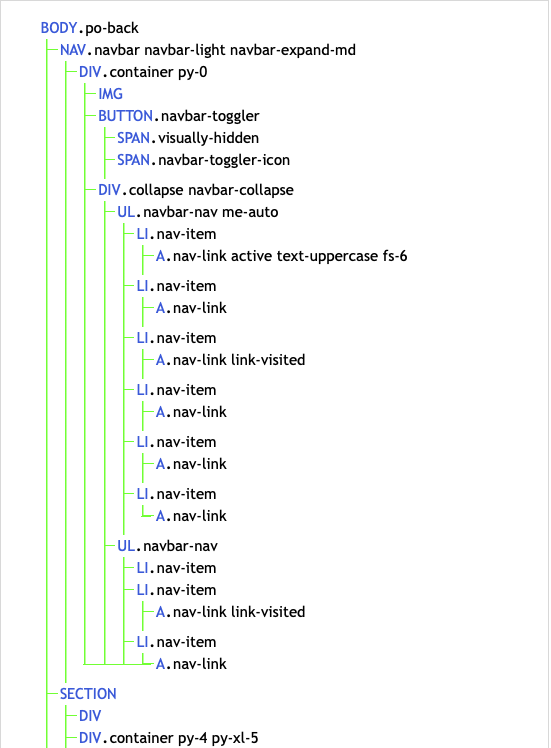 BODY.po-back
NAV.navbar navbar-light navbar-expand-md
DIV.container py-0
IMG
BUTTON.navbar-toggler
SPAN.visually-hidden
SPAN.navbar-toggler-icon
DIV.collapse navbar-collapse
UL.navbar-nav me-auto
LI.nav-item
A.nav-link active text-uppercase fs-6
LI.nav-item
A.nav-link
LI.nav-item
A.nav-link link-visited
LI.nav-item
A.nav-link
LI.nav-item
A.nav-link
LI.nav-item
A.nav-link
UL.navbar-nav
LI.nav-item
LI.nav-item
A.nav-link link-visited
LI.nav-item
A.nav-link
SECTION
DIV
DIV.container py-4 py-xl-5